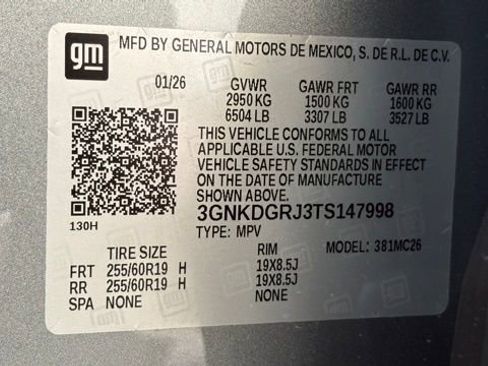 gm
MFD BY GENERAL MOTORS DE MEXICO, S. DE R.L. DE C.V.
01/26 GVWR GAWR FRT GAWR RR
2950 KG 1500 KG 1600 KG
6504 LB 3307 LB 3527 LB
THIS VEHICLE CONFORMS TO ALL
APPLICABLE U.S. FEDERAL MOTOR
VEHICLE SAFETY STANDARDS IN EFFECT
ON THE DATE OF MANUFACTURE
SHOWN ABOVE.
3GNKDGRJ3TS147998
130H
TYPE: MPV MODEL: 381MC26
TIRE SIZE RIM
FRT 255/60R19 H 19X8.5J
RR 255/60R19 H 19X8.5J
SPA NONE NONE